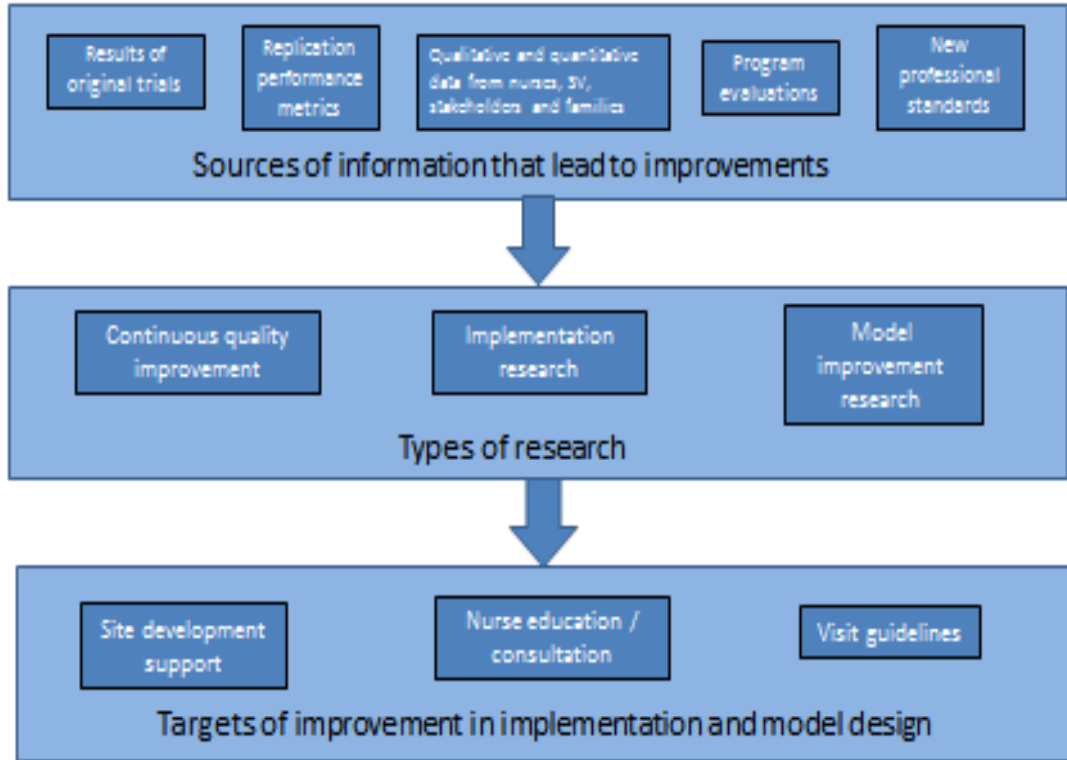 Results of
original trials
Replication
performance
metrics
Qualitative and quantitative
data from nurses, SV,
stakeholders and families
Program
evaluations
New
professional
standards
Sources of information that lead to improvements
Continuous quality
improvement
Implementation
research
Model
improvement
research
Types of research
Site development
support
Nurse education /
consultation
Visit guidelines
Targets of improvement in implementation and model design